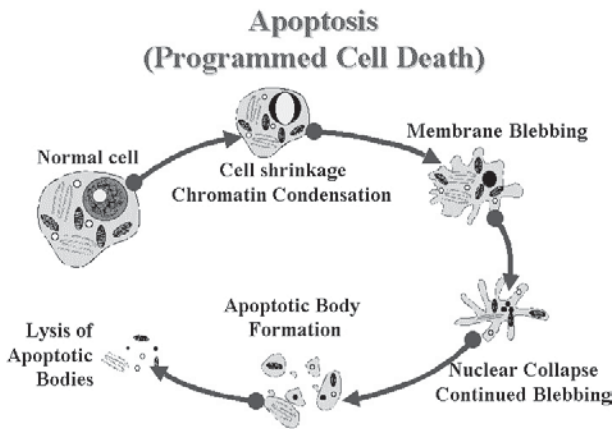 Apoptosis
(Programmed Cell Death)
Normal cell
Cell shrinkage
Chromatin Condensation
Membrane Blebbing
Nuclear Collapse
Continued Blebbing
Apoptotic Body
Formation
Lysis of
Apoptotic
Bodies